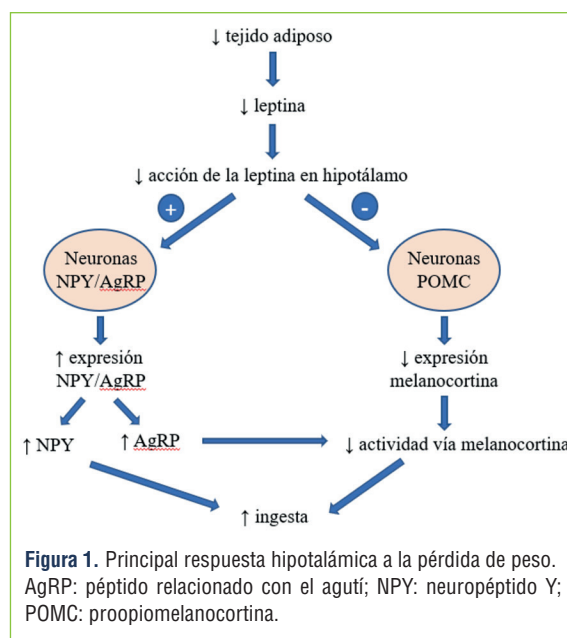 ↓ tejido adiposo
↓ leptina
↓ acción de la leptina en hipotálamo
+
-
Neuronas
NPY/AgRP
Neuronas
POMC
↑ expresión
NPY/AgRP
↓ expresión
melanocortina
↑ NPY
↑ AgRP
↓ actividad vía melanocortina
↑ ingesta
Figura 1. Principal respuesta hipotalámica a la pérdida de peso.
AgRP: péptido relacionado con el agutí; NPY: neuropéptido Y;
POMC: proopiomelanocortina.